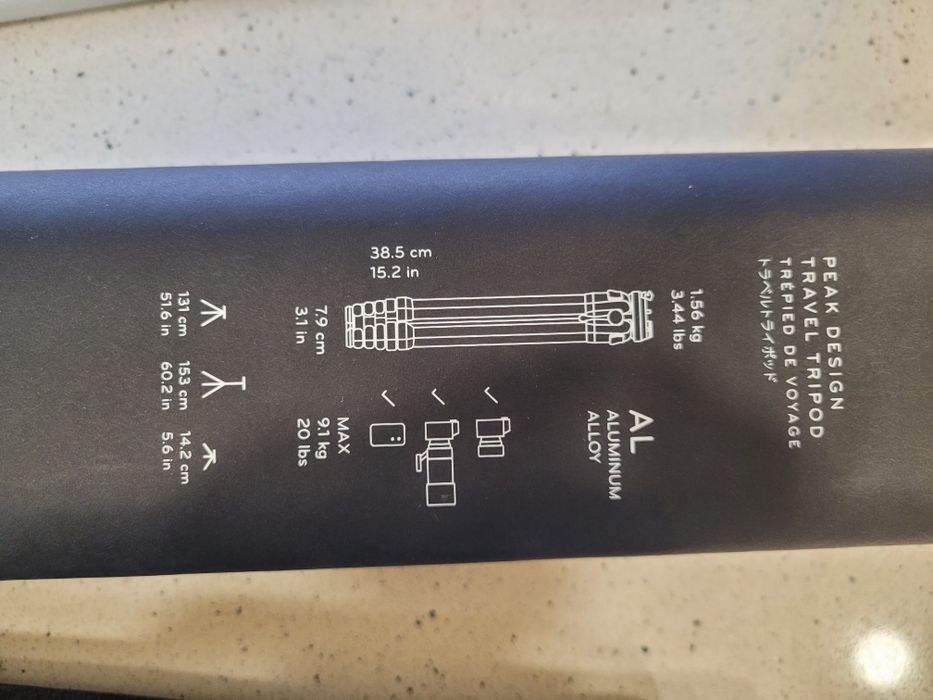 PEAK DESIGN
TRAVEL TRIPOD
TRÉPIED DE VOYAGE
トラベルトライポッド
1.56 kg
3.44 lbs
AL
ALUMINUM
ALLOY
38.5 cm
15.2 in
7.9 cm
3.1 in
MAX
9.1 kg
20 lbs
131 cm
51.6 in
153 cm
60.2 in
14.2 cm
5.6 in